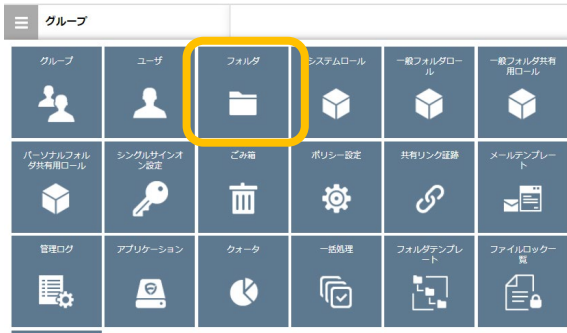 グループ
グループ
ユーザ
フォルダ
システムロール
一般フォルダロー
ル
一般フォルダ共有
用ロール
パーソナルフォル
ダ共有用ロール
シングルサインオ
ン設定
ごみ箱
ポリシー設定
共有リンク証跡
メールテンプレー
ト
管理ログ
アプリケーション
クォータ
一括処理
フォルダテンプレ
ート
ファイルロック一
覧